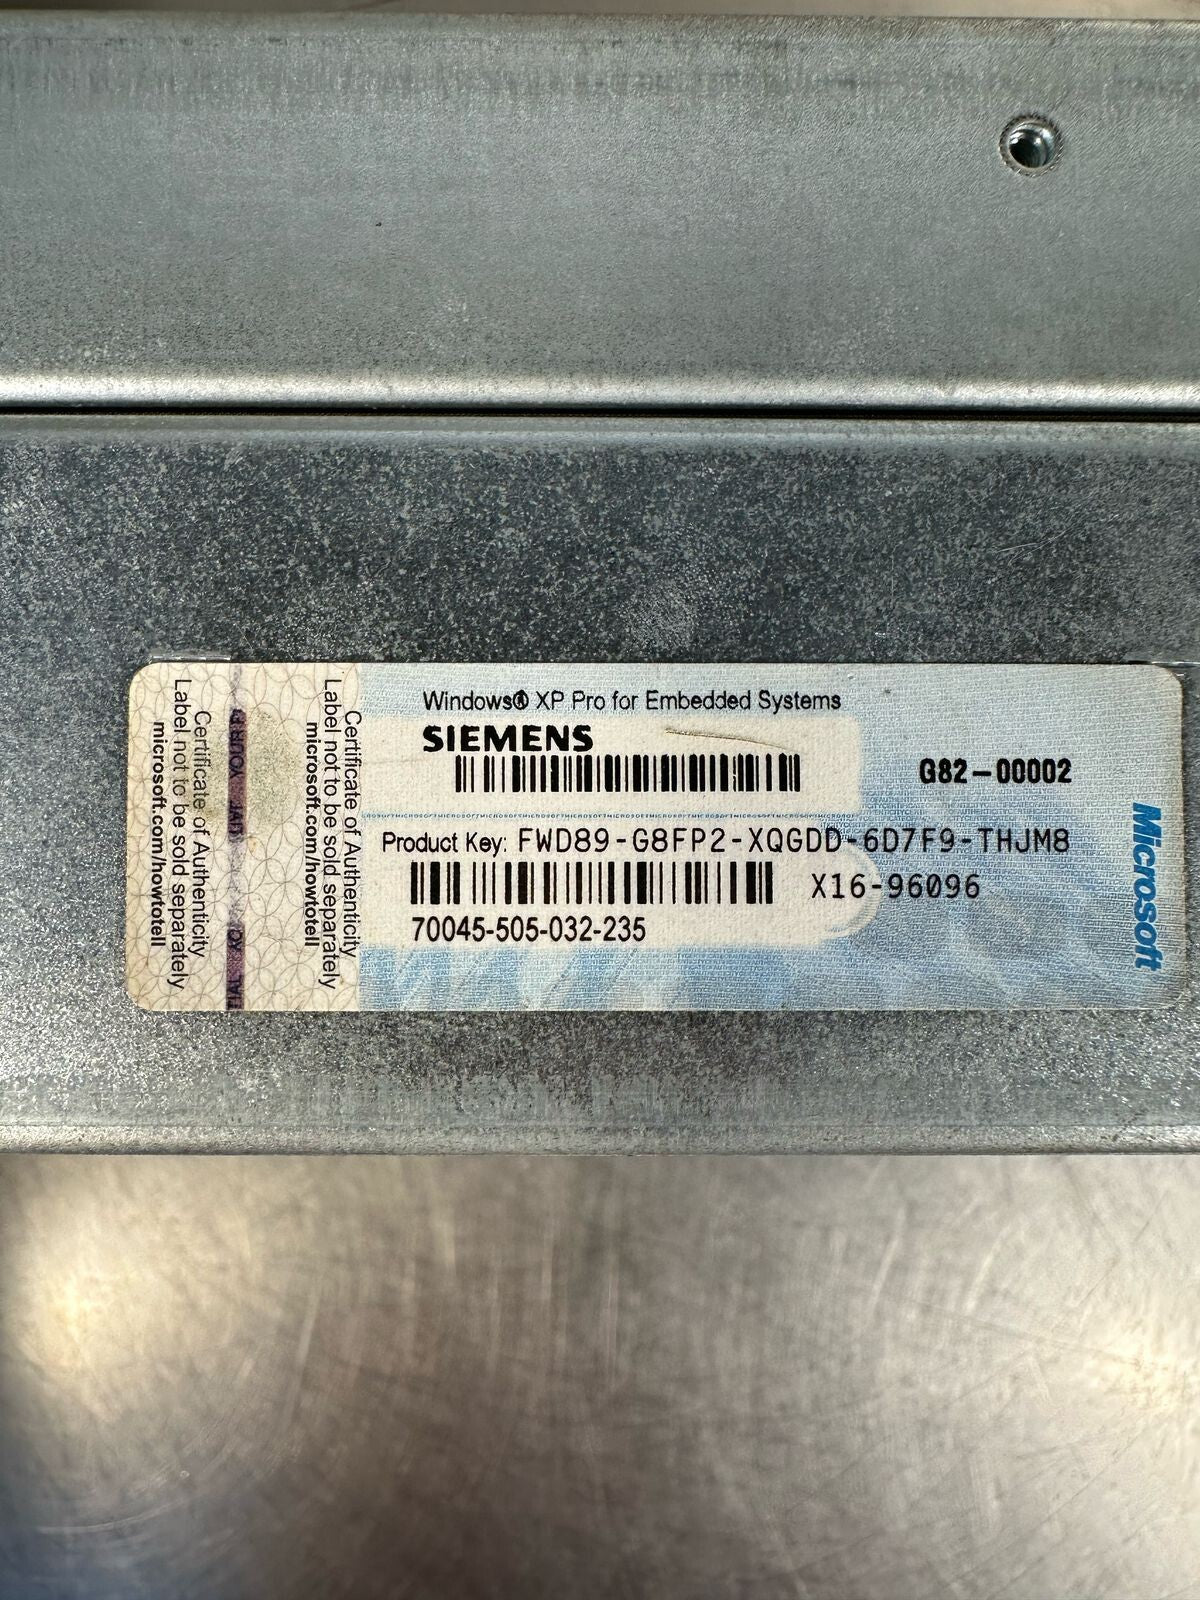 Windows® XP Pro for Embedded Systems
SIEMENS
G82-00002
Product Key: FWD89-G8FP2-XQGDD-6D7F9-THJM8
X16-96096
70045-505-032-235
Microsoft
Certificate of Authenticity
Label not to be sold separately
microsoft.com/howtotell
Certificate of Authenticity
Label not to be sold separately
microsoft.com/howtotell